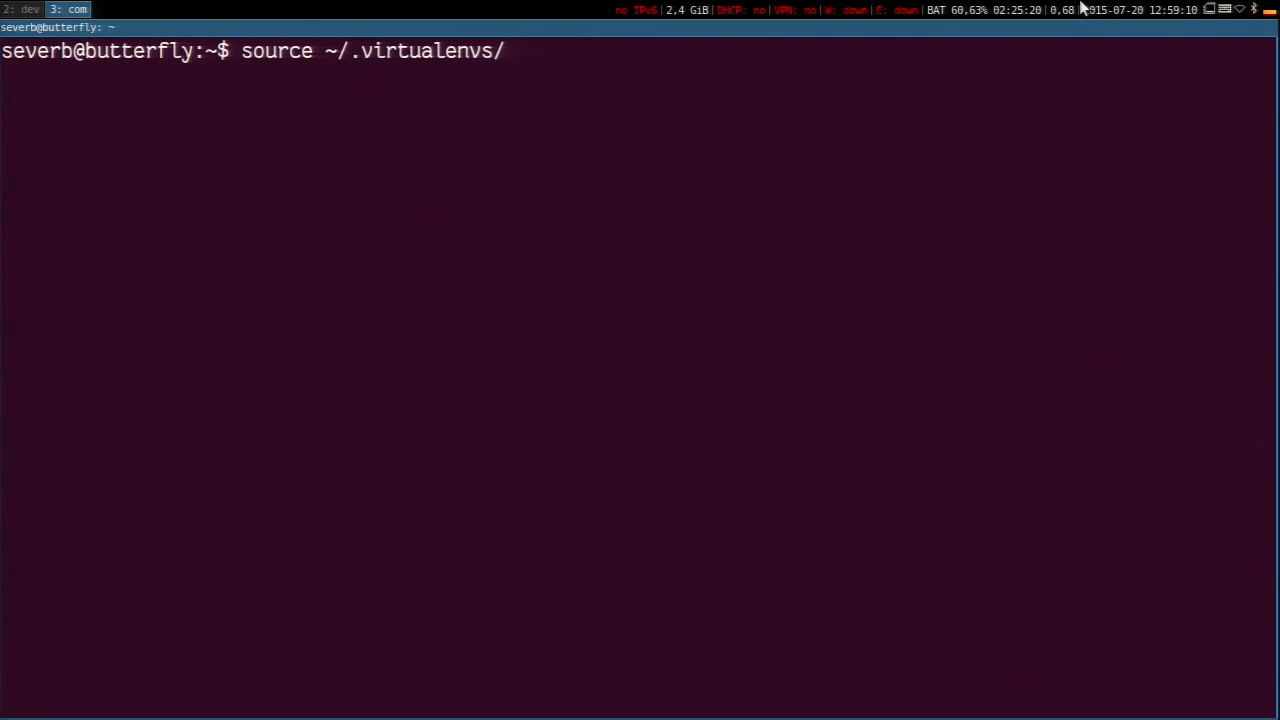 2: dev 3: com no IPv6|2,4 GiB|DHCP: no|VPN: no|W: down|E: down|BAT 60,63% 02:25:20|0,68 2015-07-20 12:59:10
severb@butterfly: ~
severb@butterfly:~$ source ~/.virtualenvs/